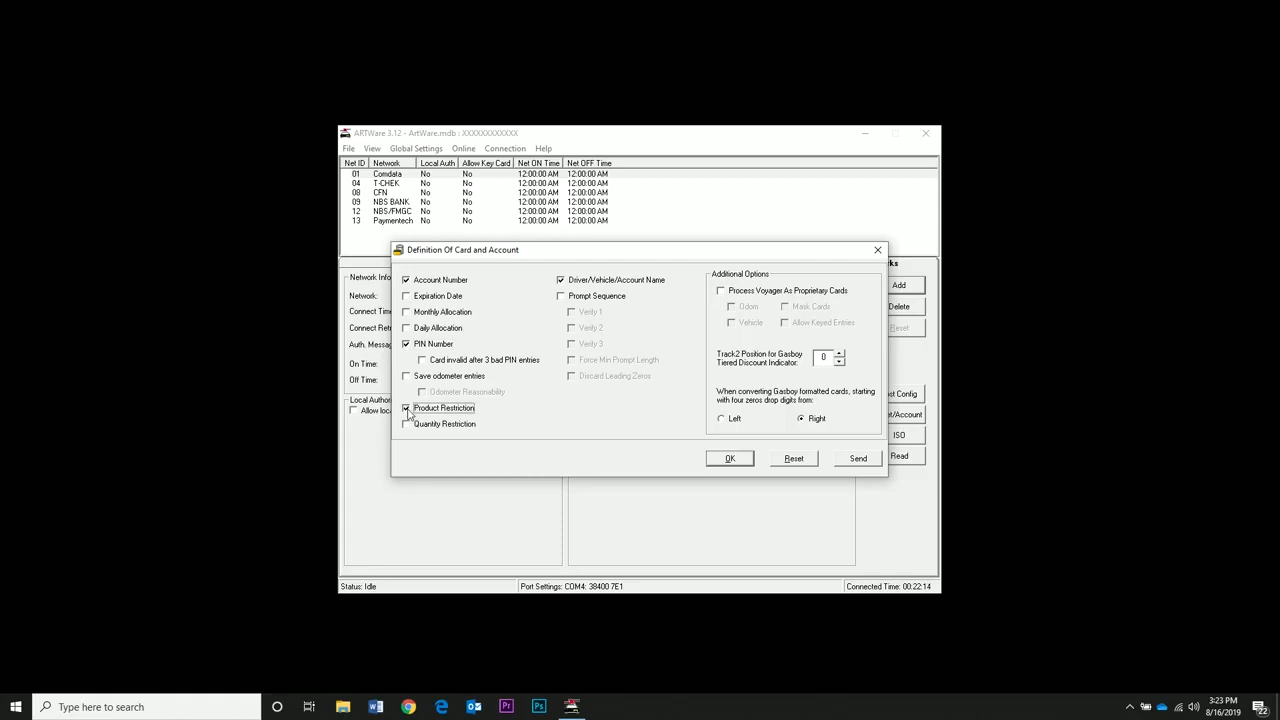 ARTWare 3.12 - ArtWare.mdb : XXXXXXXXXXXX
File View Global Settings Online Connection Help
Net ID Network Local Auth Allow Key Card Net ON Time Net OFF Time
01 Comdata No No 12:00:00 AM 12:00:00 AM
04 T-CHEK No No 12:00:00 AM 12:00:00 AM
08 CFN No No 12:00:00 AM 12:00:00 AM
09 NBS BANK No No 12:00:00 AM 12:00:00 AM
12 NBS/FMGC No No 12:00:00 AM 12:00:00 AM
13 Paymentech No No 12:00:00 AM 12:00:00 AM
Definition Of Card and Account
Account Number
Expiration Date
Monthly Allocation
Daily Allocation
PIN Number
Card invalid after 3 bad PIN entries
Save odometer entries
Odometer Reasonability
Product Restriction
Quantity Restriction
Driver/Vehicle/Account Name
Prompt Sequence
Verify 1
Verify 2
Verify 3
Force Min Prompt Length
Discard Leading Zeros
Additional Options
Process Voyager As Proprietary Cards
Odom Mask Cards
Vehicle Allow Keyed Entries
Track2 Position for Gasboy
Tiered Discount Indicator:
0
When converting Gasboy formatted cards, starting
with four zeros drop digits from:
Left Right
OK Reset Send
Network Info
Network:
Connect Time
Connect Retr
Auth. Messag
On Time:
Off Time:
Local Author
Allow loca
ks
Add
Delete
Reset
st Config
t/Account
ISO
Read
Status: Idle
Port Settings: COM4: 38400 7E1
Connected Time: 00:22:14
Type here to search
3:23 PM
8/16/2019